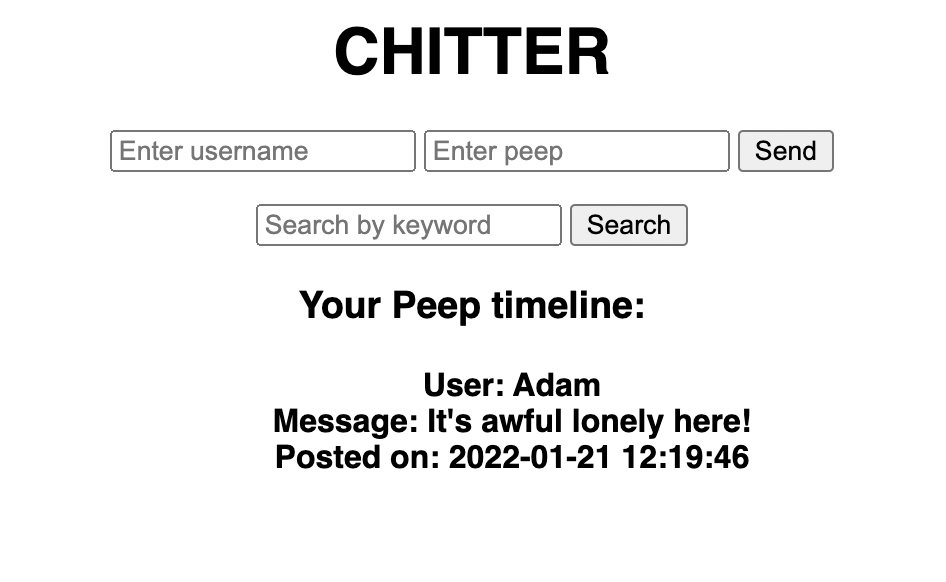 CHITTER
Enter username Enter peep Send
Search by keyword Search
Your Peep timeline:
User: Adam
Message: It's awful lonely here!
Posted on: 2022-01-21 12:19:46